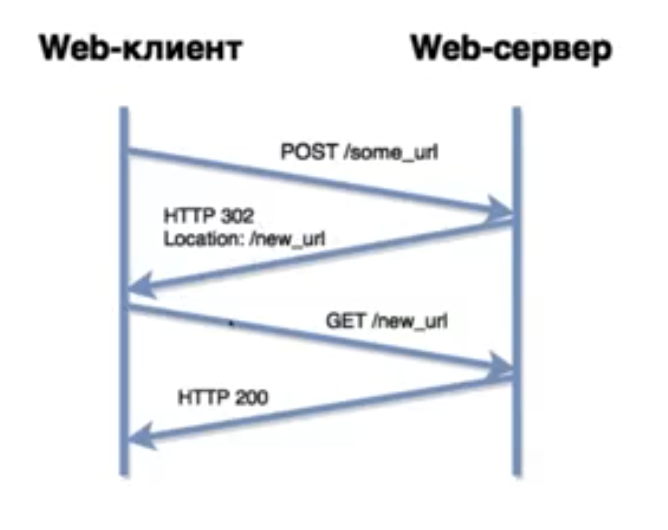 Web-клиент
Web-сервер
POST /some_url
HTTP 302
Location: /new_url
GET /new_url
HTTP 200